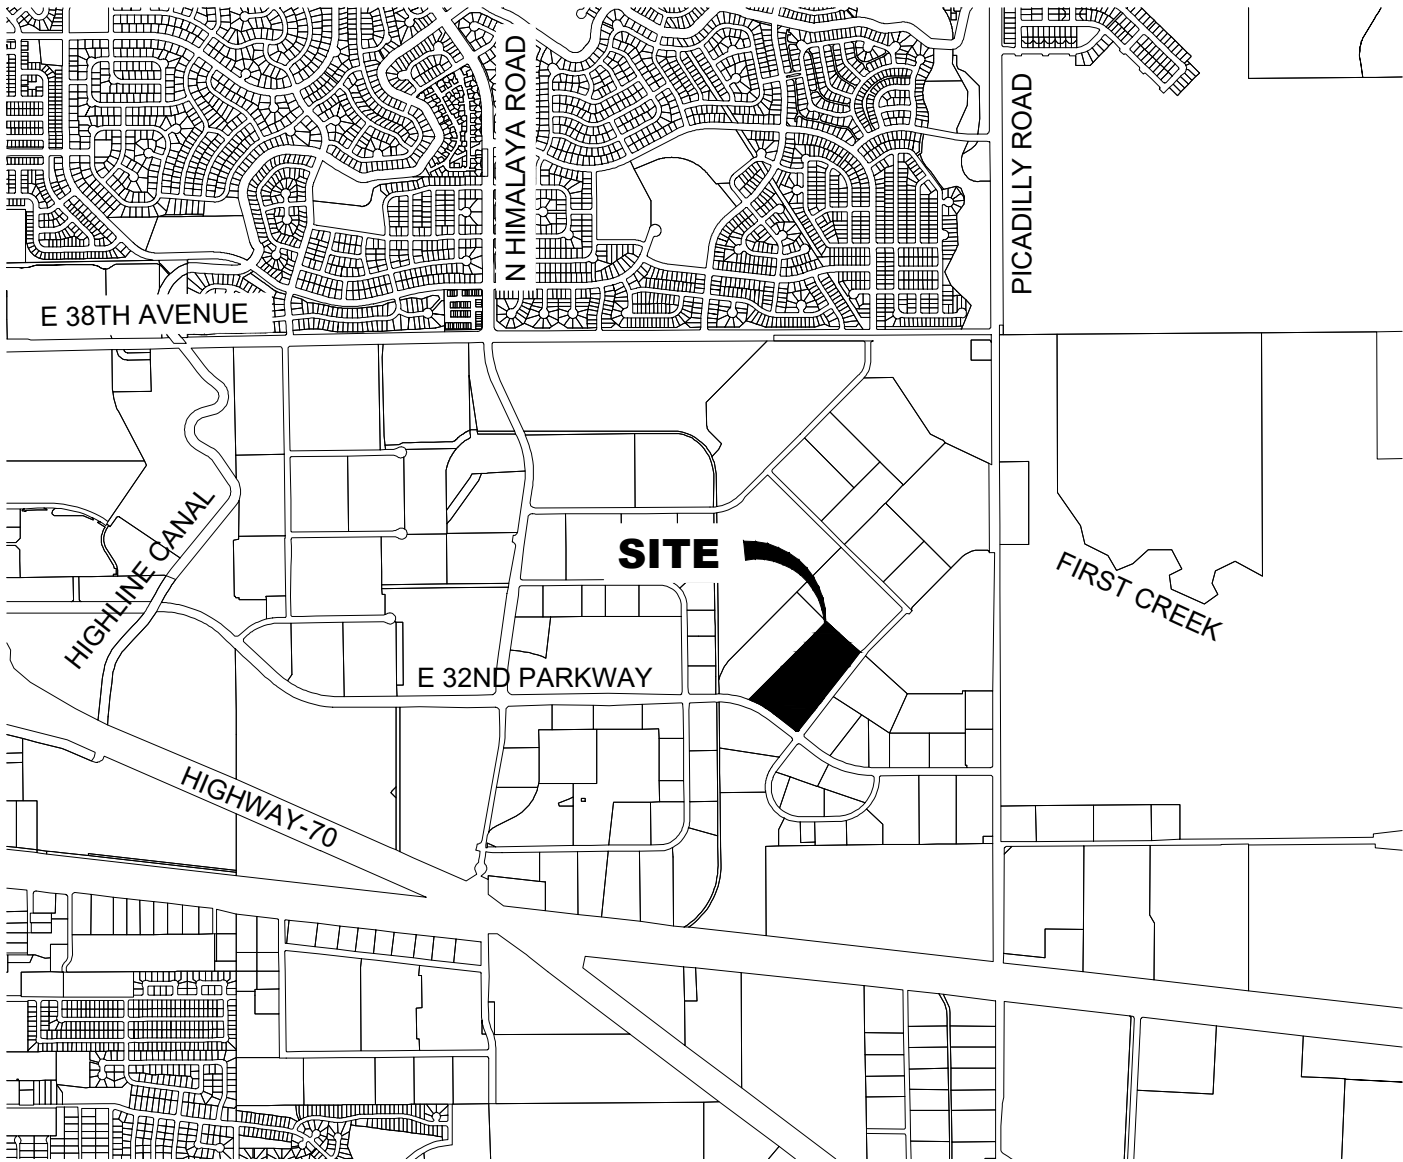 N HIMALAYA ROAD
PICADILLY ROAD
E 38TH AVENUE
HIGHLINE CANAL
SITE
FIRST CREEK
E 32ND PARKWAY
HIGHWAY-70